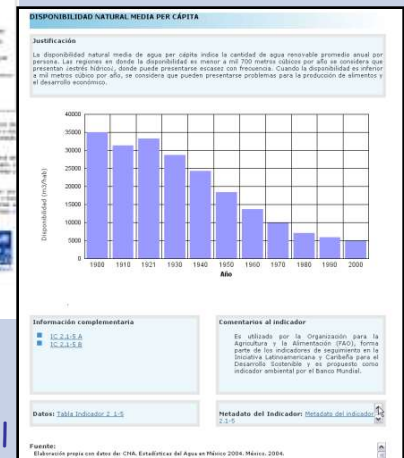 DISPONIBILIDAD NATURAL MEDIA PER CÁPITA
Justificación
La disponibilidad natural media de agua per cápita indica la cantidad de agua renovable promedio anual por
persona. Las regiones en donde la disponibilidad es menor a mil 700 metros cúbicos por año se considera que
presentan estrés hídrico, donde puede presentarse escasez con frecuencia. Cuando la disponibilidad es inferior
a mil metros cúbico por año, se considera que pueden presentarse problemas para la producción de alimentos y
el desarrollo económico.
40000
35000
30000
25000
20000
15000
10000
5000
0
Disponibilidad (m3/hab)
1900 1910 1921 1930 1940 1950 1960 1970 1980 1990 2000
Año
Información complementaria
IC 2.1-5 A
IC 2.1-5 B
Comentarios al indicador
Es utilizado por la Organización para la
Agricultura y la Alimentación (FAO), forma
parte de los indicadores de seguimiento en la
Iniciativa Latinoamericana y Caribeña para el
Desarrollo Sostenible y es propuesto como
indicador ambiental por el Banco Mundial.
Datos: Tabla Indicador 2_1-5
Metadato del Indicador: Metadato del indicador
2.1-5
Fuente:
Elaboración propia con datos de: CNA. Estadísticas del Agua en México 2004. México. 2004.